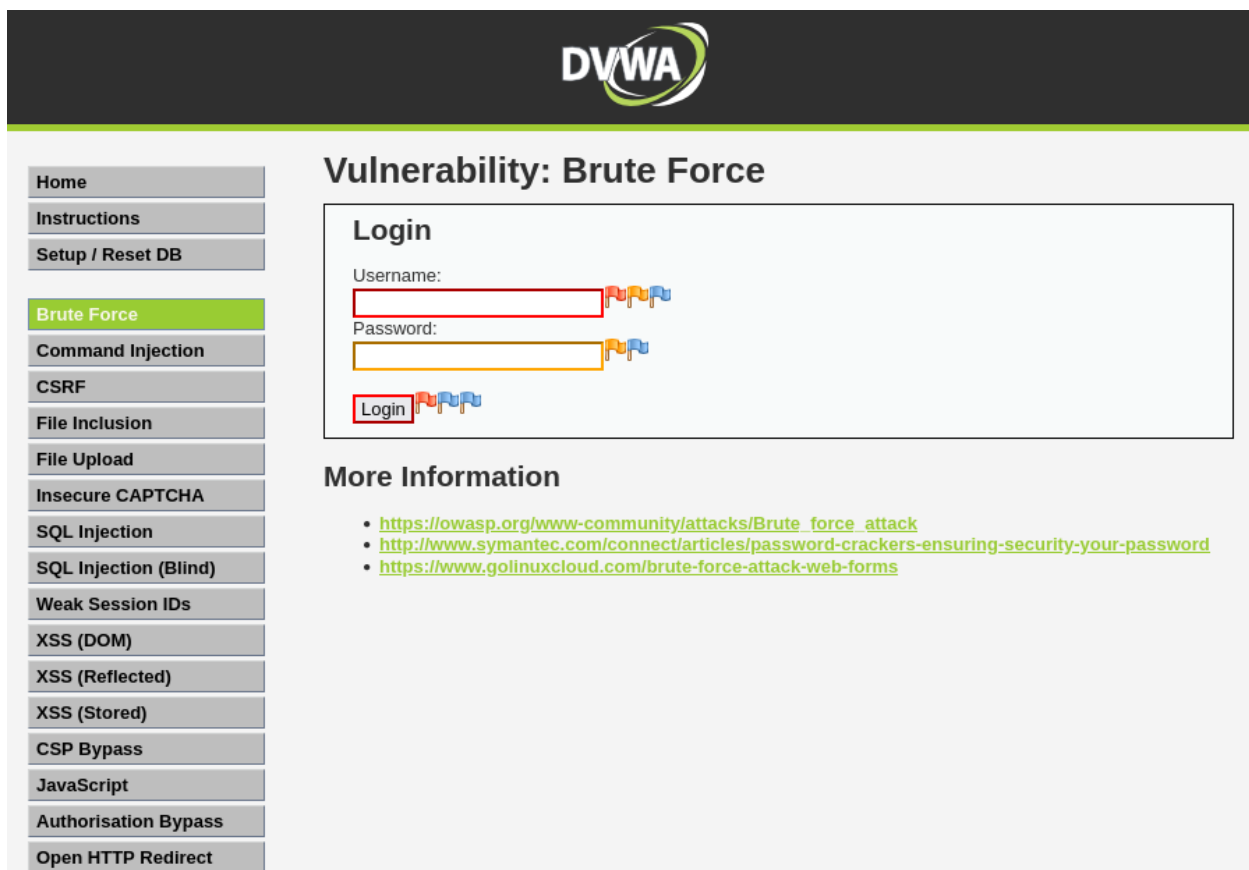 DVWA
Home
Instructions
Setup / Reset DB
Brute Force
Command Injection
CSRF
File Inclusion
File Upload
Insecure CAPTCHA
SQL Injection
SQL Injection (Blind)
Weak Session IDs
XSS (DOM)
XSS (Reflected)
XSS (Stored)
CSP Bypass
JavaScript
Authorisation Bypass
Open HTTP Redirect
Vulnerability: Brute Force
Login
Username:
Password:
Login
More Information
https://owasp.org/www-community/attacks/Brute_force_attack
http://www.symantec.com/connect/articles/password-crackers-ensuring-security-your-password
https://www.golinuxcloud.com/brute-force-attack-web-forms